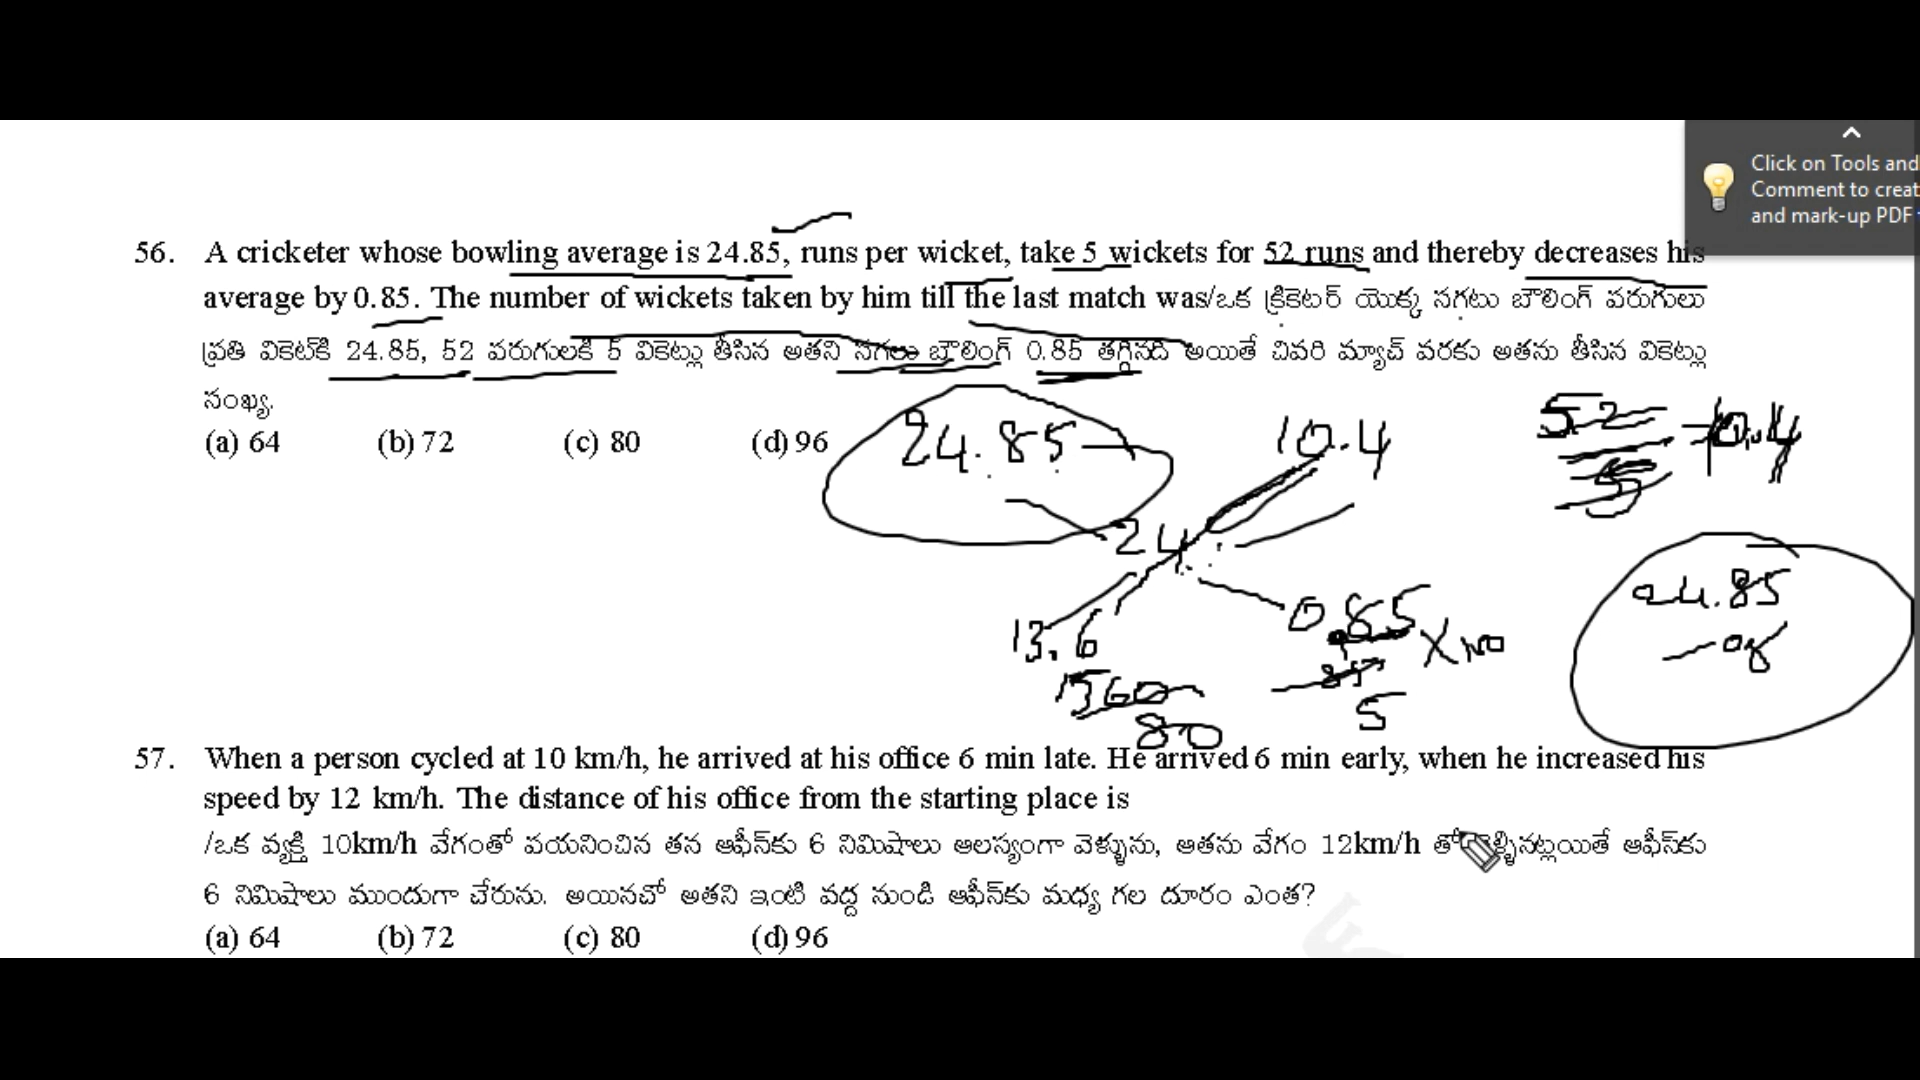 Click on Tools and
Comment to creat
and mark-up PDF
56. A cricketer whose bowling average is 24.85, runs per wicket, take 5 wickets for 52 runs and thereby decreases his
average by 0.85. The number of wickets taken by him till the last match was/ఒక క్రికెటర్ యొక్క సగటు బౌలింగ్ పరుగులు
ప్రతి వికెట్‌కి 24.85, 52 పరుగులకి 5 వికెట్లు తీసిన అతని సగటు బౌలింగ్ 0.85 తగ్గినది అయితే చివరి మ్యాచ్ వరకు అతను తీసిన వికెట్లు
సంఖ్య.
(a) 64 (b) 72 (c) 80 (d) 96
24.85 10.4 52 10.4
5
24
24.85
13.6 0.85 X
5
80
57. When a person cycled at 10 km/h, he arrived at his office 6 min late. He arrived 6 min early, when he increased his
speed by 12 km/h. The distance of his office from the starting place is
/ఒక వ్యక్తి 10km/h వేగంతో పయనించిన తన ఆఫీస్‌కు 6 నిమిషాలు ఆలస్యంగా వెళ్ళును, ఆతను వేగం 12km/h ఆఫీస్‌కు
6 నిమిషాలు ముందుగా చేరును. అయినచో అతని ఇంటి వద్ద నుండి ఆఫీస్‌కు మధ్య గల దూరం ఎంత?
(a) 64 (b) 72 (c) 80 (d) 96